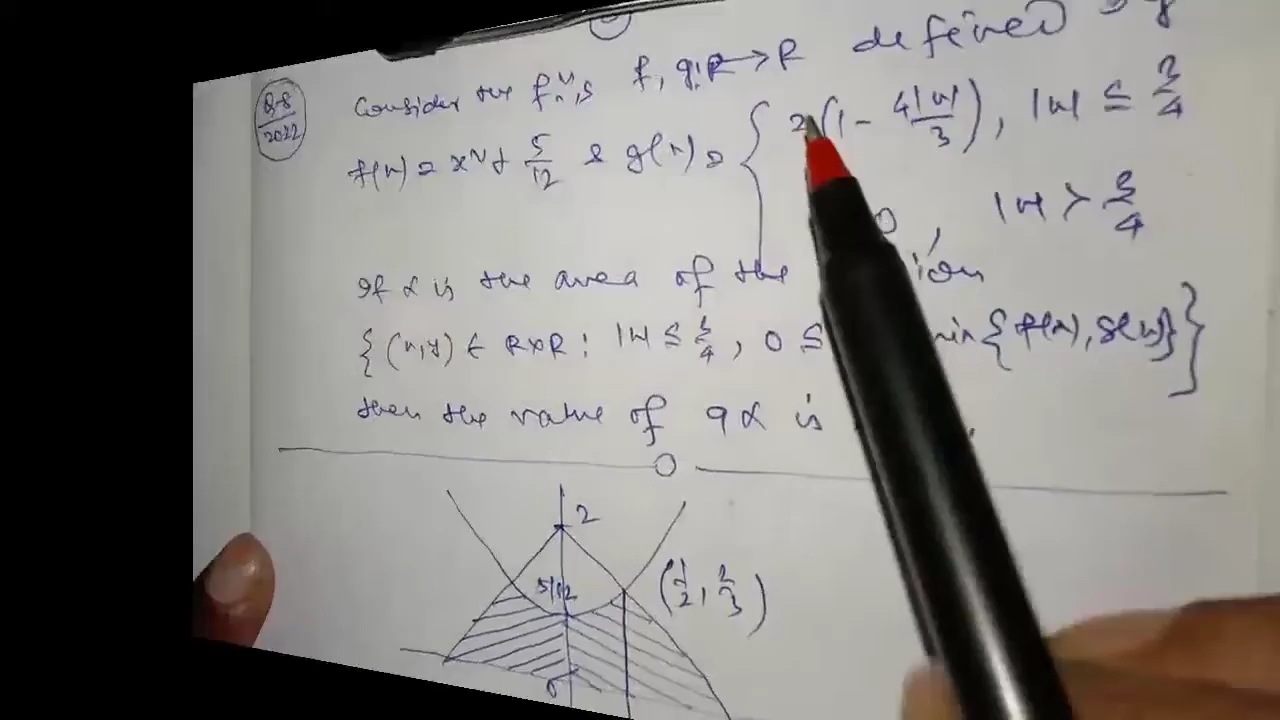 Q-8
2022
Consider the fnⁿs f, g: R → R defined by
f(x) = x² + 5/12 & g(x) = { 2(1 - 4|x|/3), |x| ≤ 3/4
0, |x| > 3/4
If α is the area of the
{(x,y) ∈ R×R : |x| ≤ 3/4, 0 ≤ min{f(x), g(x)}}
then the value of 9α is
2
5/12
(1/2, 2/3)
0